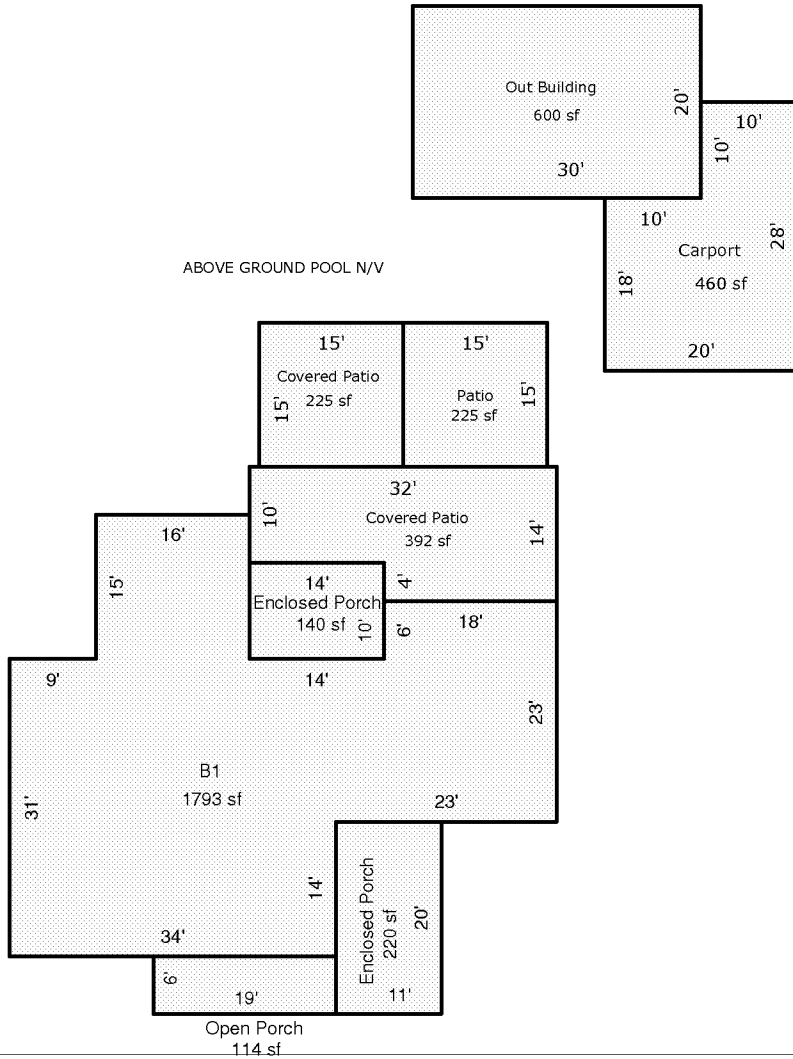 Out Building
600 sf
20'
30'
10'
10'
10'
Carport
460 sf
28'
18'
20'
ABOVE GROUND POOL N/V
15'
Covered Patio
225 sf
15'
15'
Patio
225 sf
15'
32'
10'
Covered Patio
392 sf
14'
16'
15'
14'
Enclosed Porch
140 sf
10'
4'
6'
18'
9'
14'
23'
B1
1793 sf
31'
23'
14'
Enclosed Porch
220 sf
20'
34'
6'
19'
11'
Open Porch
114 sf